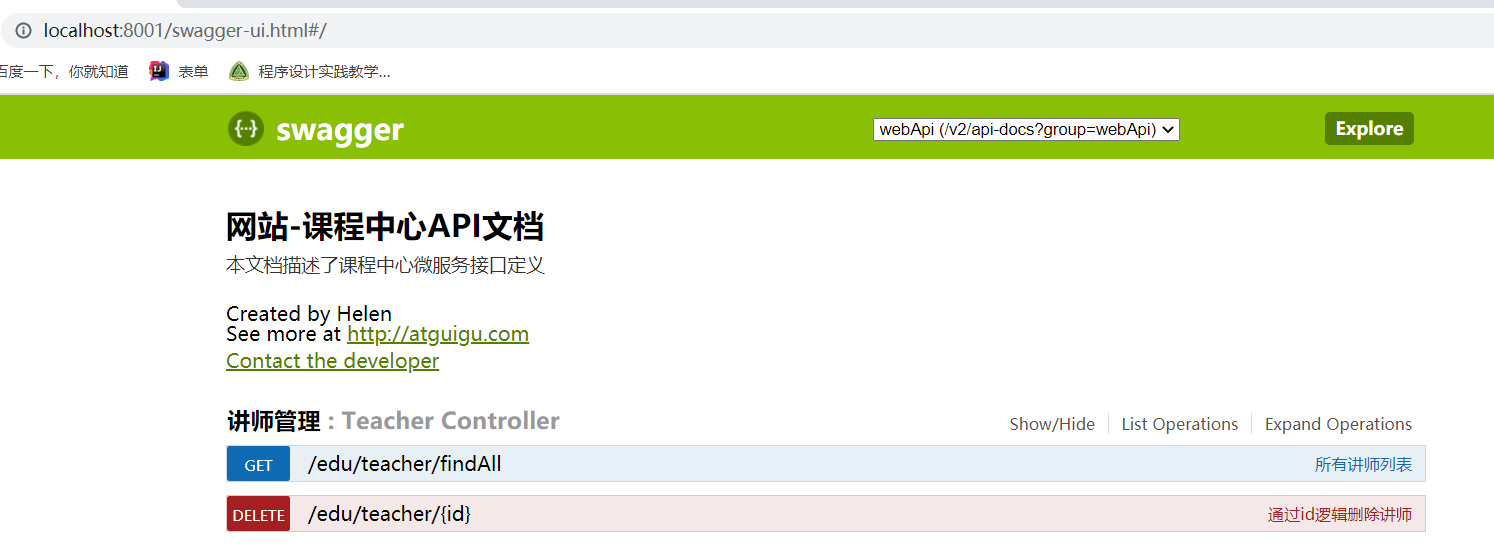 localhost:8001/swagger-ui.html#/
百度一下，你就知道 表单 程序设计实践教学...
{···} swagger webApi (/v2/api-docs?group=webApi) Explore
网站-课程中心API文档
本文档描述了课程中心微服务接口定义
Created by Helen
See more at http://atguigu.com
Contact the developer
讲师管理 : Teacher Controller Show/Hide List Operations Expand Operations
GET /edu/teacher/findAll 所有讲师列表
DELETE /edu/teacher/{id} 通过id逻辑删除讲师